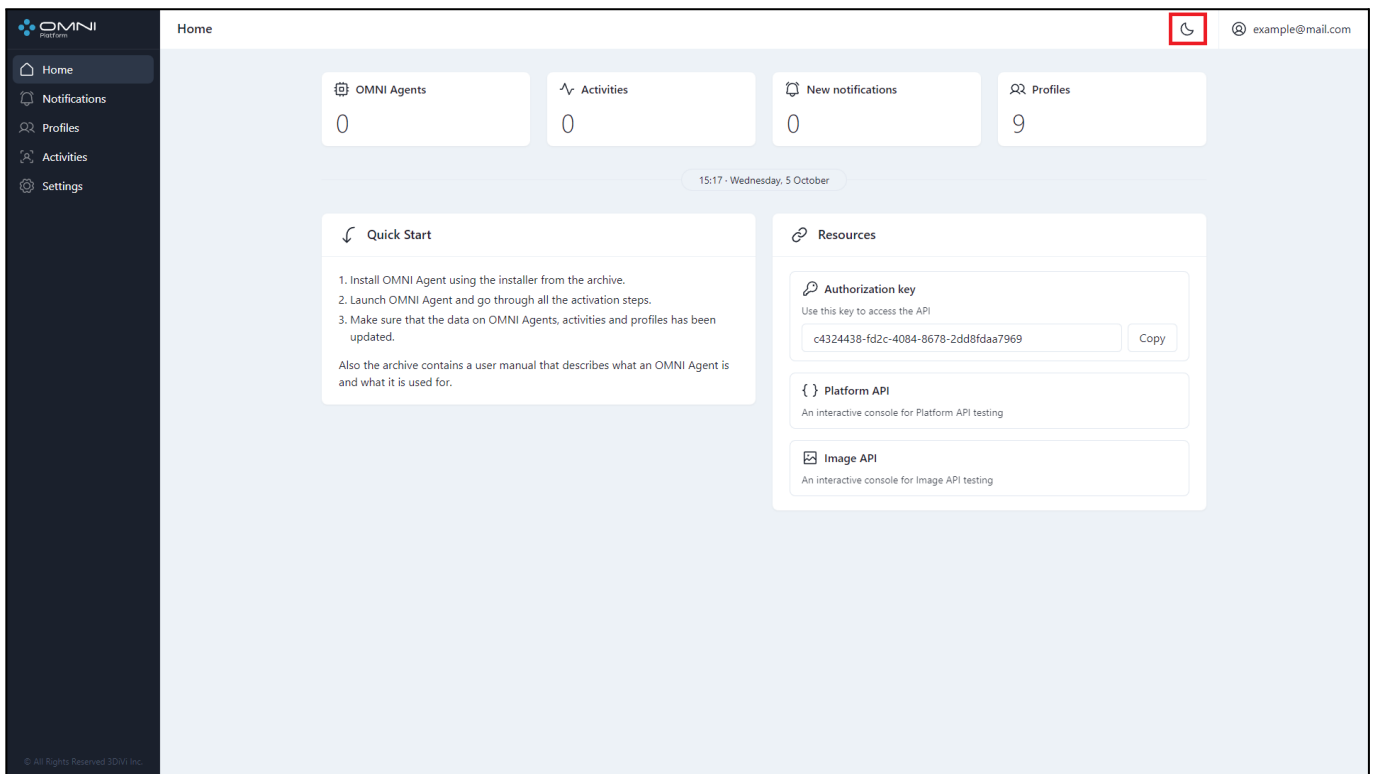 OMNI
Platform
Home
example@mail.com
Home
Notifications
Profiles
Activities
Settings
OMNI Agents
0
Activities
0
New notifications
0
Profiles
9
15:17 · Wednesday, 5 October
Quick Start
1. Install OMNI Agent using the installer from the archive.
2. Launch OMNI Agent and go through all the activation steps.
3. Make sure that the data on OMNI Agents, activities and profiles has been
updated.
Also the archive contains a user manual that describes what an OMNI Agent is
and what it is used for.
Resources
Authorization key
Use this key to access the API
c4324438-fd2c-4084-8678-2dd8fdaa7969
Copy
{ } Platform API
An interactive console for Platform API testing
Image API
An interactive console for Image API testing
© All Rights Reserved 3DiVi Inc.